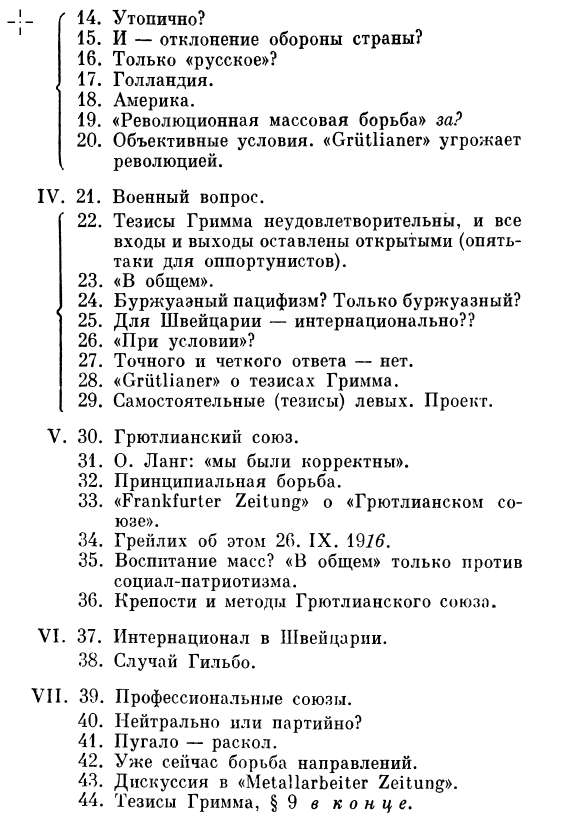 14. Утопично?
15. И — отклонение обороны страны?
16. Только «русское»?
17. Голландия.
18. Америка.
19. «Революционная массовая борьба» за?
20. Объективные условия. «Grütlianer» угрожает
революцией.
IV. 21. Военный вопрос.
22. Тезисы Гримма неудовлетворительны, и все
входы и выходы оставлены открытыми (опять-
таки для оппортунистов).
23. «В общем».
24. Буржуазный пацифизм? Только буржуазный?
25. Для Швейцарии — интернационально??
26. «При условии»?
27. Точного и четкого ответа — нет.
28. «Grütlianer» о тезисах Гримма.
29. Самостоятельные (тезисы) левых. Проект.
V. 30. Грютлианский союз.
31. О. Ланг: «мы были корректны».
32. Принципиальная борьба.
33. «Frankfurter Zeitung» о «Грютлианском со-
юзе».
34. Грейлих об этом 26. IX. 1916.
35. Воспитание масс? «В общем» только против
социал-патриотизма.
36. Крепости и методы Грютлианского союза.
VI. 37. Интернационал в Швейцарии.
38. Случай Гильбо.
VII. 39. Профессиональные союзы.
40. Нейтрально или партийно?
41. Пугало — раскол.
42. Уже сейчас борьба направлений.
43. Дискуссия в «Metallarbeiter Zeitung».
44. Тезисы Гримма, § 9 в конце.